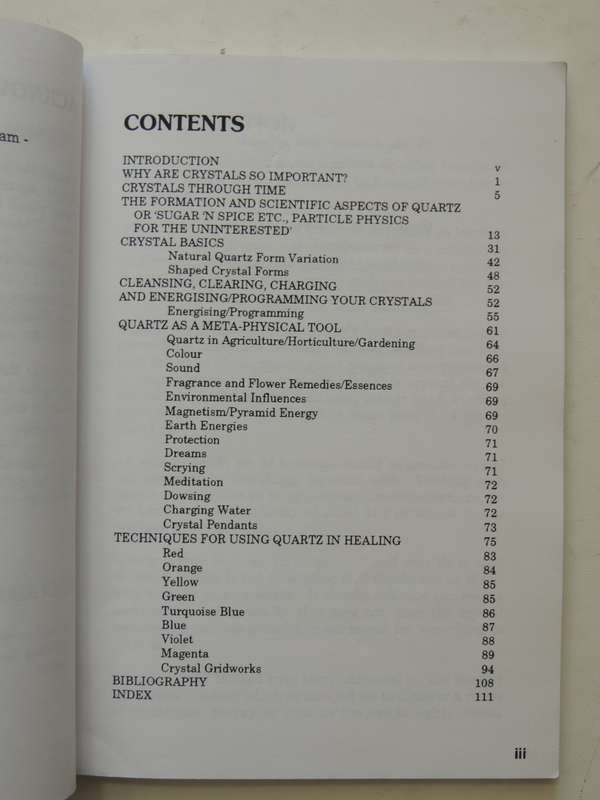 am -
CONTENTS
INTRODUCTION v
WHY ARE CRYSTALS SO IMPORTANT? 1
CRYSTALS THROUGH TIME 5
THE FORMATION AND SCIENTIFIC ASPECTS OF QUARTZ
OR 'SUGAR 'N SPICE ETC., PARTICLE PHYSICS
FOR THE UNINTERESTED' 13
CRYSTAL BASICS 31
Natural Quartz Form Variation 42
Shaped Crystal Forms 48
CLEANSING, CLEARING, CHARGING 52
AND ENERGISING/PROGRAMMING YOUR CRYSTALS 52
Energising/Programming 55
QUARTZ AS A META-PHYSICAL TOOL 61
Quartz in Agriculture/Horticulture/Gardening 64
Colour 66
Sound 67
Fragrance and Flower Remedies/Essences 69
Environmental Influences 69
Magnetism/Pyramid Energy 69
Earth Energies 70
Protection 71
Dreams 71
Scrying 71
Meditation 72
Dowsing 72
Charging Water 72
Crystal Pendants 73
TECHNIQUES FOR USING QUARTZ IN HEALING 75
Red 83
Orange 84
Yellow 85
Green 85
Turquoise Blue 86
Blue 87
Violet 88
Magenta 89
Crystal Gridworks 94
BIBLIOGRAPHY 108
INDEX 111
iii